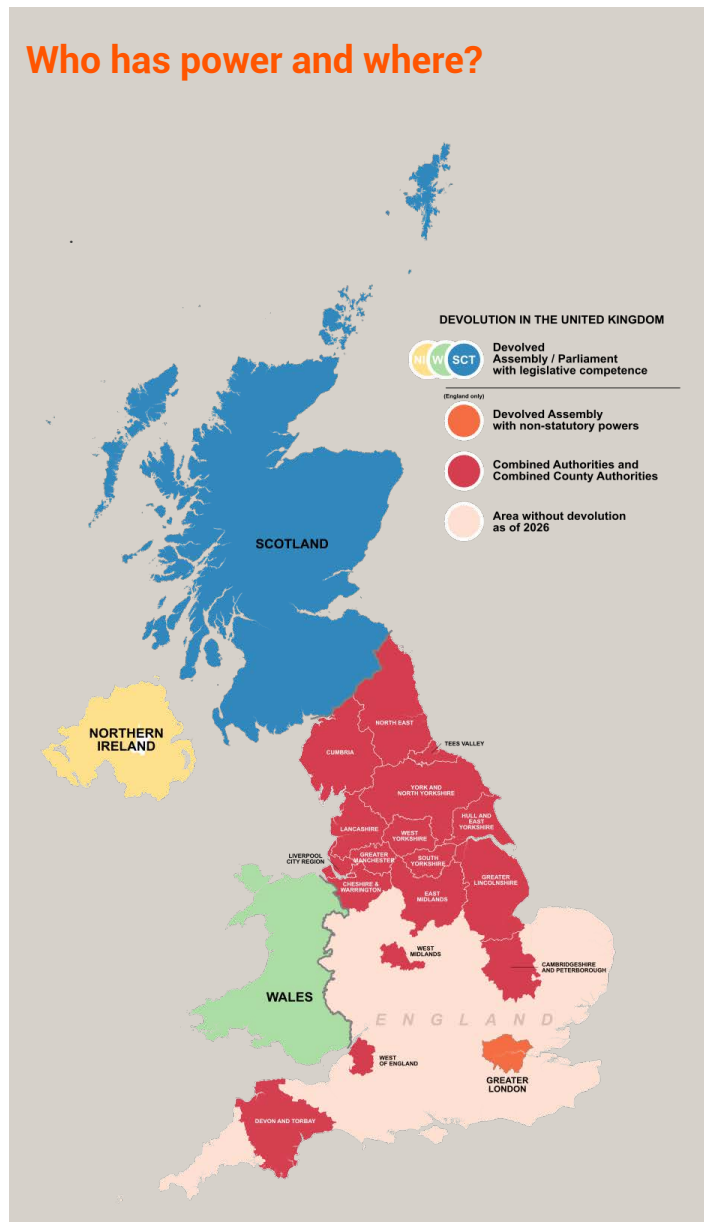 Who has power and where?
DEVOLUTION IN THE UNITED KINGDOM
NI W SCT
Devolved
Assembly / Parliament
with legislative competence
(England only)
Devolved Assembly
with non-statutory powers
Combined Authorities and
Combined County Authorities
Area without devolution
as of 2026
SCOTLAND
NORTHERN
IRELAND
NORTH EAST
TEES VALLEY
CUMBRIA
YORK AND
NORTH YORKSHIRE
HULL AND
EAST
YORKSHIRE
LANCASHIRE
WEST
YORKSHIRE
LIVERPOOL
CITY REGION
GREATER
MANCHESTER
SOUTH
YORKSHIRE
GREATER
LINCOLNSHIRE
CHESHIRE &
WARRINGTON
EAST
MIDLANDS
WEST
MIDLANDS
CAMBRIDGESHIRE
AND PETERBOROUGH
WALES
ENGLAND
WEST
OF ENGLAND
GREATER
LONDON
DEVON AND TORBAY